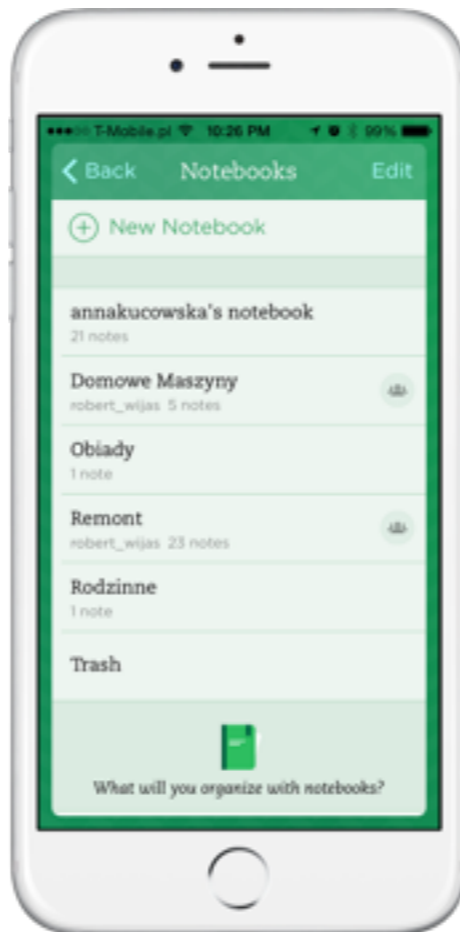 T-Mobile.pl 10:26 PM 99%
Back Notebooks Edit
New Notebook
annakucowska's notebook
21 notes
Domowe Maszyny
robert_wijas 5 notes
Obiady
1 note
Remont
robert_wijas 23 notes
Rodzinne
1 note
Trash
What will you organize with notebooks?